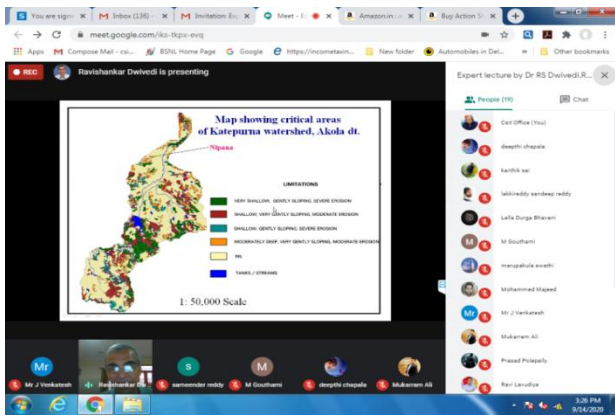 You are signe
Inbox (136) -
Invitation: Ex
Meet - E
Amazon.in :
Buy Action S
meet.google.com/iks-tkpx-evq
Apps
Compose Mail - csi...
BSNL Home Page
Google
https://incometaxin...
New folder
Automobiles in Del...
Other bookmarks
REC
Ravishankar Dwivedi is presenting
Expert lecture by Dr RS Dwivedi,R...
People (19)
Chat
Map showing critical areas
of Katepurna watershed, Akola dt.
Nipana
LIMITATIONS
VERY SHALLOW, GENTLY SLOPING, SEVERE EROSION
SHALLOW, VERY GENTLY SLOPING, MODERATE EROSION
SHALLOW, GENTLY SLOPING, SEVERE EROSION
MODERATELY DEEP, VERY GENTLY SLOPING, MODERATE EROSION
NIL
TANKS / STREAMS
1: 50,000 Scale
Cet Office (You)
deepthi chapala
karthik sai
lakkireddy sandeep reddy
Leila Durga Bhavani
M Gouthami
marupakula swathi
Mohammed Majeed
Mr J Venkatesh
Mukarram Ali
Prasad Polepally
Ravi Lavudiya
Mr J Venkatesh
Ravishankar
sameender reddy
M Gouthami
deepthi chapala
Mukarram Ali
3:26 PM
9/14/2020